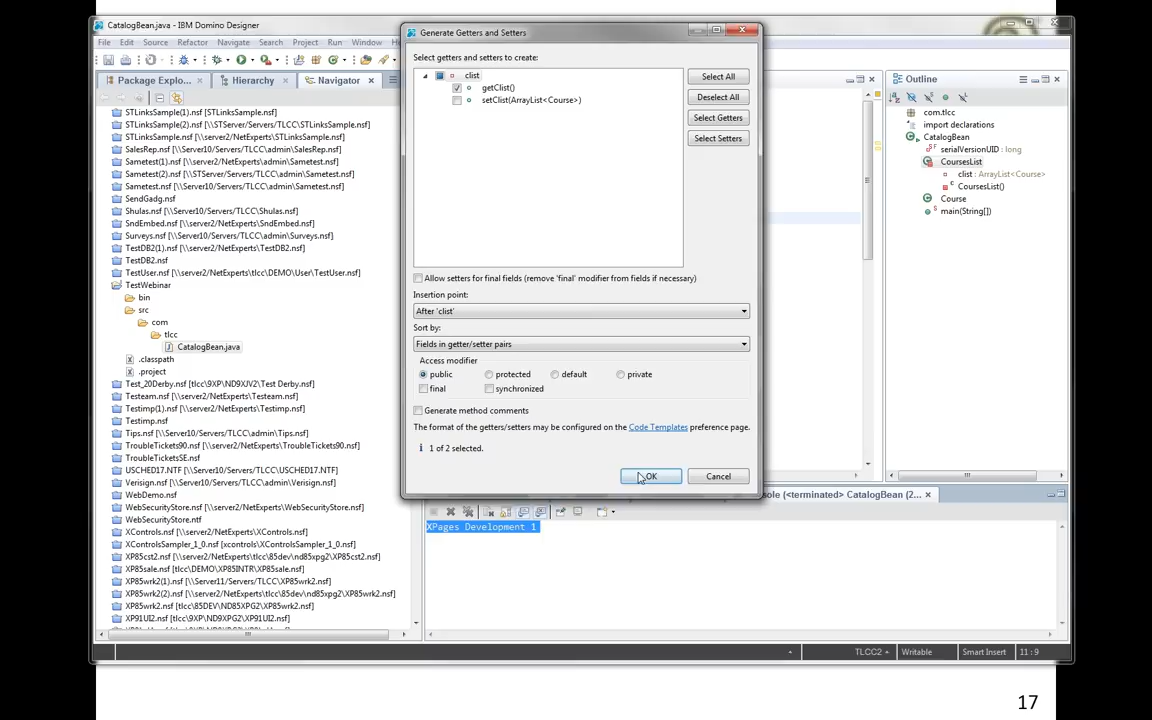 CatalogBean.java - IBM Domino Designer
File Edit Source Refactor Navigate Search Project Run Window
Package Explo...
Hierarchy
Navigator
STLinksSample(1).nsf [STLinksSample.nsf]
STLinksSample(2).nsf [\\STServer/Servers/TLCC\STLinksSample.nsf]
STLinksSample.nsf [\\server2/NetExperts\STLinksSample.nsf]
SalesRep.nsf [\\Server10/Servers/TLCC\admin\SalesRep.nsf]
Sametest(1).nsf [\\server2/NetExperts\Sametest.nsf]
Sametest(2).nsf [\\STServer/Servers/TLCC\admin\Sametest.nsf]
Sametest.nsf [\\Server10/Servers/TLCC\admin\Sametest.nsf]
SendGadg.nsf
Shulas.nsf [\\Server10/Servers/TLCC\Shulas.nsf]
SndEmbed.nsf [\\Server2/NetExperts\SndEmbed.nsf]
Surveys.nsf [\\Server10/Servers/TLCC\admin\Surveys.nsf]
TestDB2(1).nsf [\\server2/NetExperts\TestDB2.nsf]
TestDB2.nsf
TestUser.nsf [\\server2/NetExperts\tlcc\DEMO\User\TestUser.nsf]
TestWebinar
bin
src
com
tlcc
CatalogBean.java
.classpath
.project
Test_20Derby.nsf [tlcc\9XP\ND9XJV2\Test Derby.nsf]
Testeam.nsf [\\server2/NetExperts\Testeam.nsf]
Testimp(1).nsf [\\server2/NetExperts\Testimp.nsf]
Testimp.nsf
Tips.nsf [\\Server10/Servers/TLCC\admin\Tips.nsf]
TroubleTickets90.nsf [\\server2/NetExperts\TroubleTickets90.nsf]
TroubleTicketsSE.nsf
USCHED17.NTF [\\Server10/Servers/TLCC\USCHED17.NTF]
Verisign.nsf [\\Server10/Servers/TLCC\admin\Verisign.nsf]
WebDemo.nsf
WebSecurityStore.nsf [\\server2/NetExperts\WebSecurityStore.nsf]
WebSecurityStore.ntf
XControls.nsf [\\server2/NetExperts\XControls.nsf]
XControlsSampler_1_0.nsf [xcontrols\XControlsSampler_1_0.nsf]
XP85cst2.nsf [\\server2/NetExperts\tlcc\85dev\nd85xpg2\XP85cst2.nsf]
XP85sale.nsf [tlcc\DEMO\85INTR\XP85sale.nsf]
XP85wrk2(1).nsf [\\Server11/Servers/TLCC\XP85wrk2.nsf]
XP85wrk2(2).nsf [\\server2/NetExperts\tlcc\85dev\nd85xpg2\XP85wrk2.nsf]
XP85wrk2.nsf [tlcc\85DEV\ND85XPG2\XP85wrk2.nsf]
XP91UI2.nsf [tlcc\9XP\ND9XPG2\XP91UI2.nsf]
Generate Getters and Setters
Select getters and setters to create:
clist
getClist()
setClist(ArrayList<Course>)
Select All
Deselect All
Select Getters
Select Setters
Allow setters for final fields (remove 'final' modifier from fields if necessary)
Insertion point:
After 'clist'
Sort by:
Fields in getter/setter pairs
Access modifier
public protected default private
final synchronized
Generate method comments
The format of the getters/setters may be configured on the Code Templates preference page.
i 1 of 2 selected.
OK
Cancel
Outline
com.tlcc
import declarations
CatalogBean
serialVersionUID : long
CoursesList
clist : ArrayList<Course>
CoursesList()
Course
main(String[])
sole (<terminated> CatalogBean (2...
XPages Development 1
TLCC2
Writable
Smart Insert
11 : 9
17